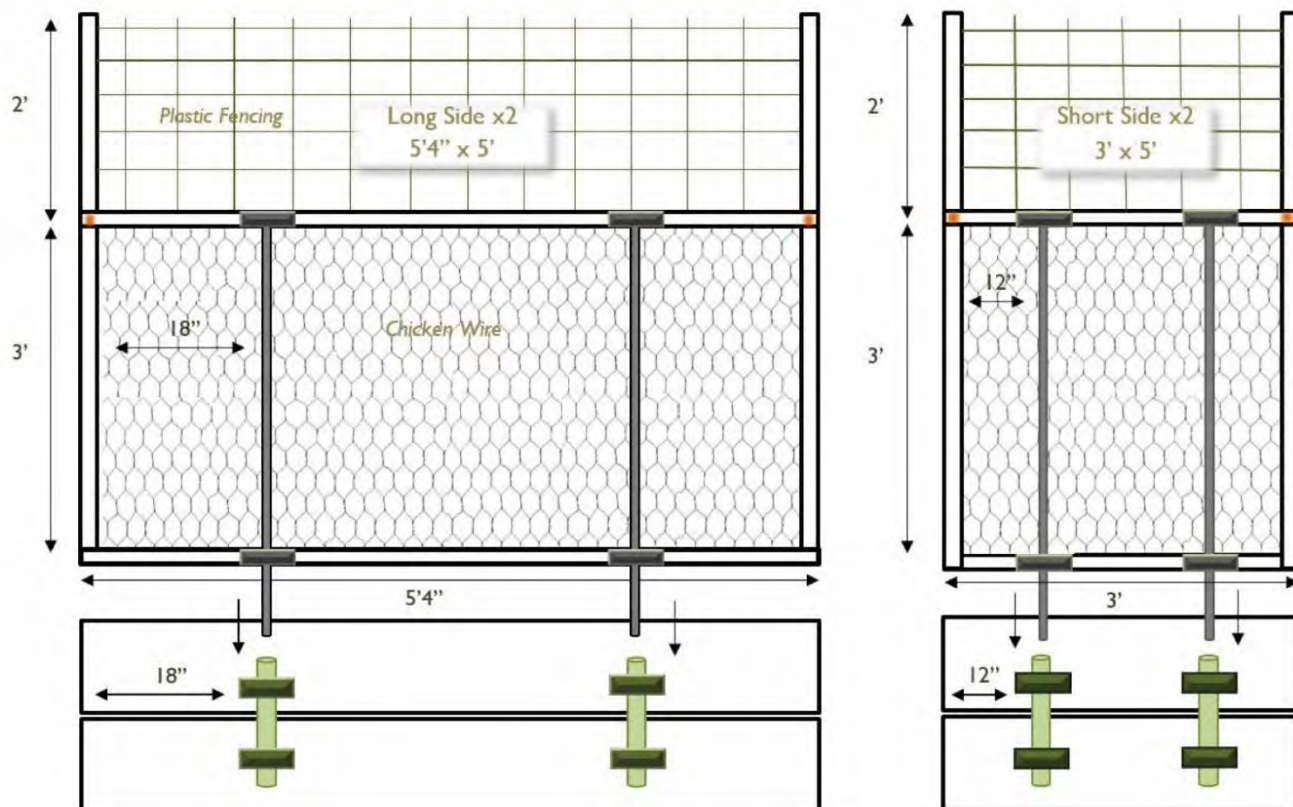 2’
Plastic Fencing
Long Side x2
5’4” x 5’
3’
18”
Chicken Wire
5’4”
18”
2’
Short Side x2
3’ x 5’
3’
12”
3’
12”